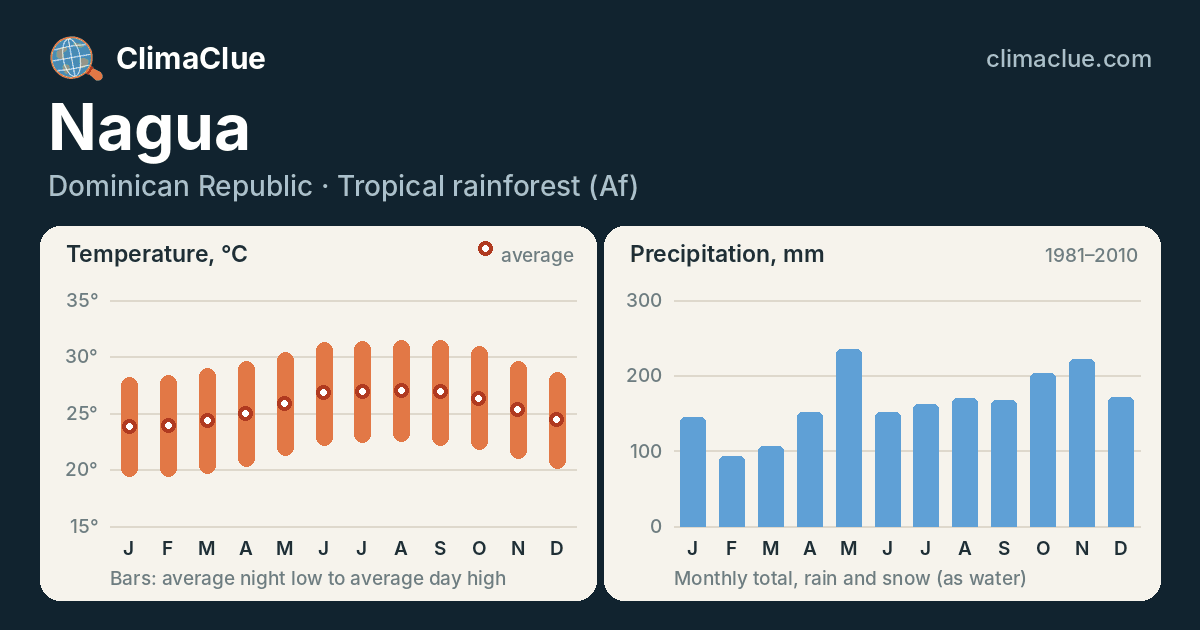 ClimaClue
climaclue.com
Nagua
Dominican Republic · Tropical rainforest (Af)
Temperature, °C
average
35°
30°
25°
20°
15°
J F M A M J J A S O N D
Bars: average night low to average day high
Precipitation, mm
1981–2010
300
200
100
0
J F M A M J J A S O N D
Monthly total, rain and snow (as water)